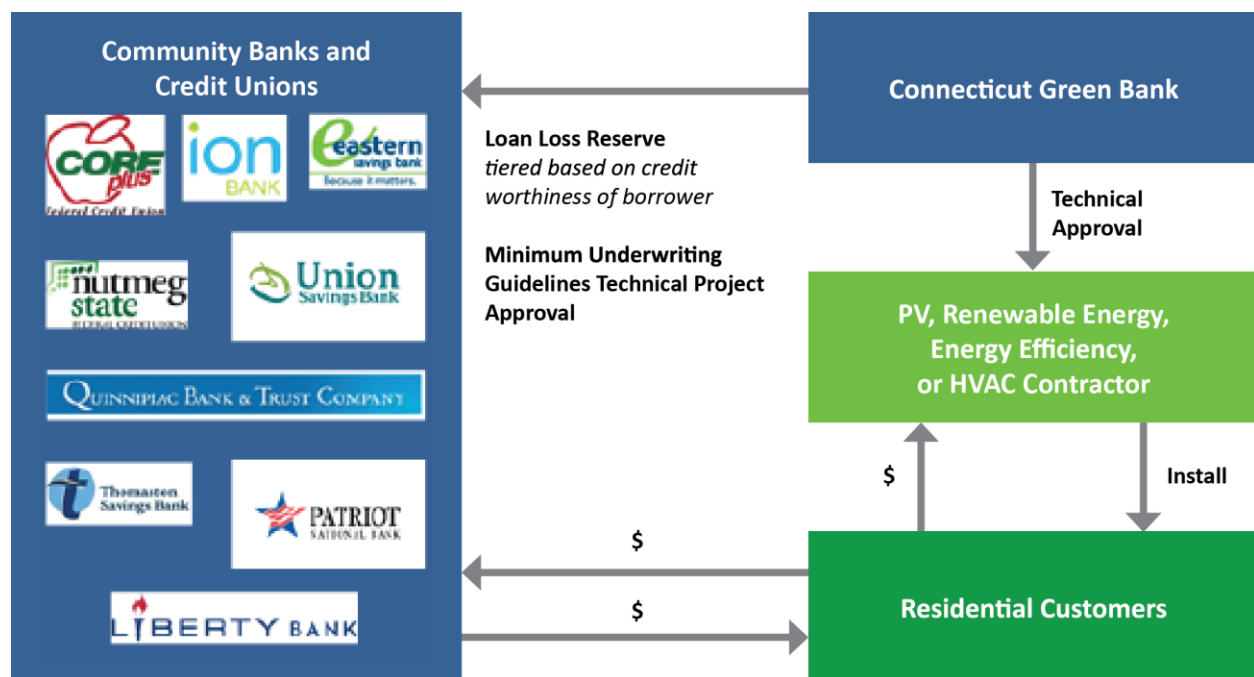 Community Banks and
Credit Unions
CORE
plus
Federal Credit Union
ion
BANK
eastern
savings bank
Because it matters.
nutmeg
state
FEDERAL CREDIT UNION
Union
Savings Bank
QUINNIPIAC BANK & TRUST COMPANY
Thomaston
Savings Bank
PATRIOT
NATIONAL BANK
LIBERTY BANK
Loan Loss Reserve
tiered based on credit
worthiness of borrower
Minimum Underwriting
Guidelines Technical Project
Approval
$
$
Connecticut Green Bank
Technical
Approval
PV, Renewable Energy,
Energy Efficiency,
or HVAC Contractor
$
Install
Residential Customers